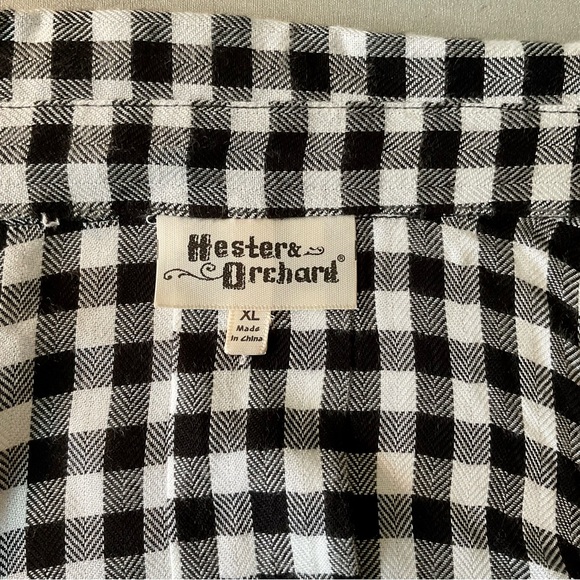 Hester &
Orchard®
XL
Made
in China